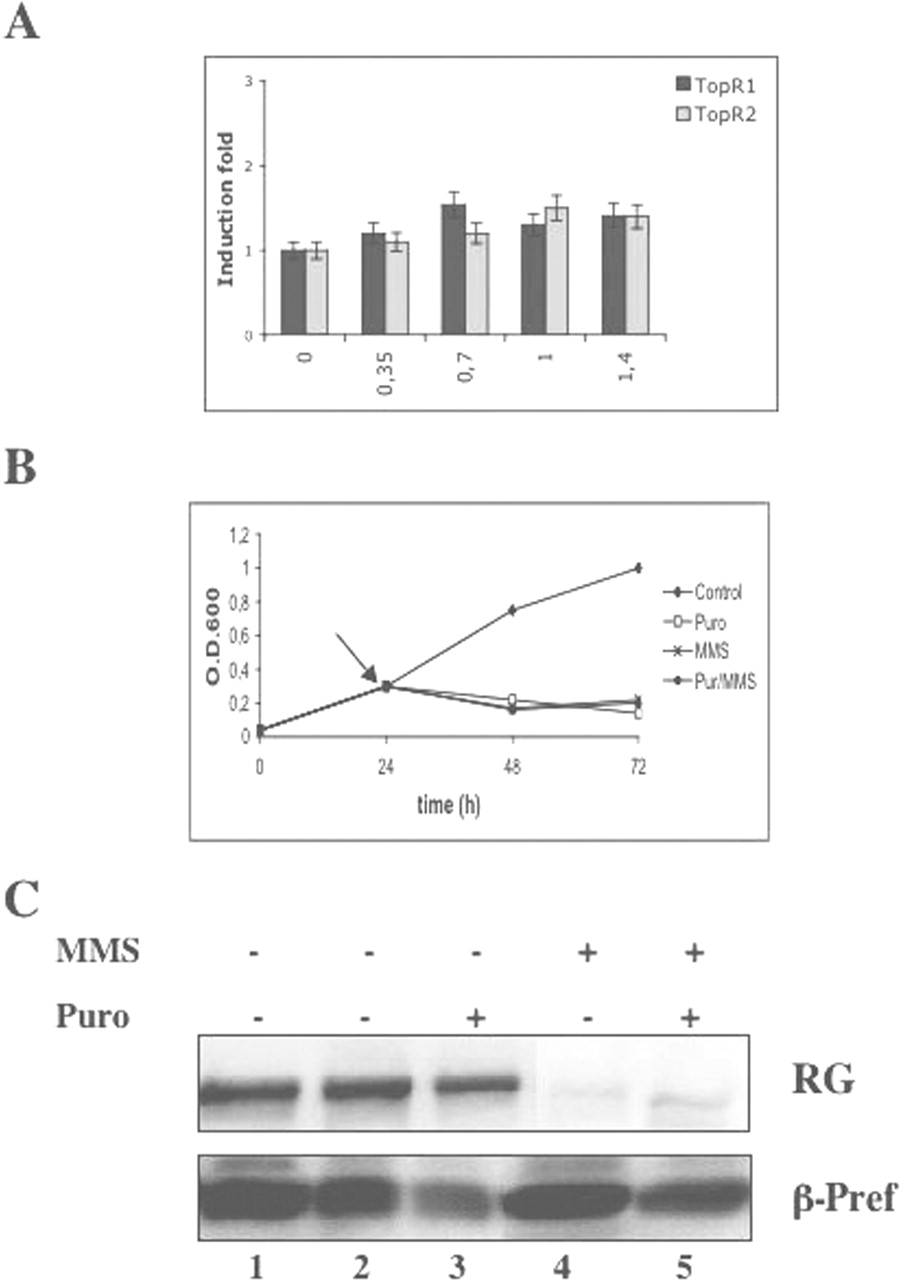 A
3
2
1
0
Induction fold
TopR1
TopR2
0
0,35
0,7
1
1,4
B
1,2
1
0,8
0,6
0,4
0,2
0
O.D.600
0 24 48 72
time (h)
Control
Puro
MMS
Pur/MMS
C
MMS - - - + +
Puro - - + - +
RG
β-Pref
1 2 3 4 5